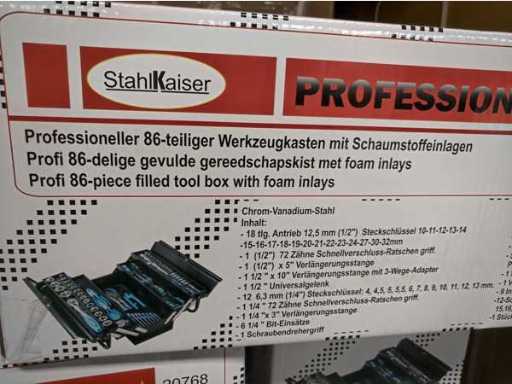 StahlKaiser
PROFESSION
Professioneller 86-teiliger Werkzeugkasten mit Schaumstoffeinlagen
Profi 86-delige gevulde gereedschapskist met foam inlays
Profi 86-piece filled tool box with foam inlays
Chrom-Vanadium-Stahl
Inhalt:
- 18 tlg. Antrieb 12,5 mm (1/2") Steckschlüssel 10-11-12-13-14
-15-16-17-18-19-20-21-22-23-24-27-30-32mm
- 1 (1/2") 72 Zähne Schnellverschluss-Ratschen griff.
- 1 (1/2") x 5" Verlängerungsstange
- 1 1/2" x 10" Verlängerungsstange mit 3-Wege-Adapter
- 1 1/2" Universalgelenk
- 12 6,3 mm (1/4") Steckschlüssel: 4, 4,5, 5, 5,5, 6, 7, 8, 9, 10, 11, 12, 13 mm.
- 1 1/4" 72 Zähne Schnellverschluss-Ratschen griff.
- 1 1/4"x 3" Verlängerungsstange
- 6 1/4" Bit-Einsätze
- 1 Schraubendrehergriff
20768